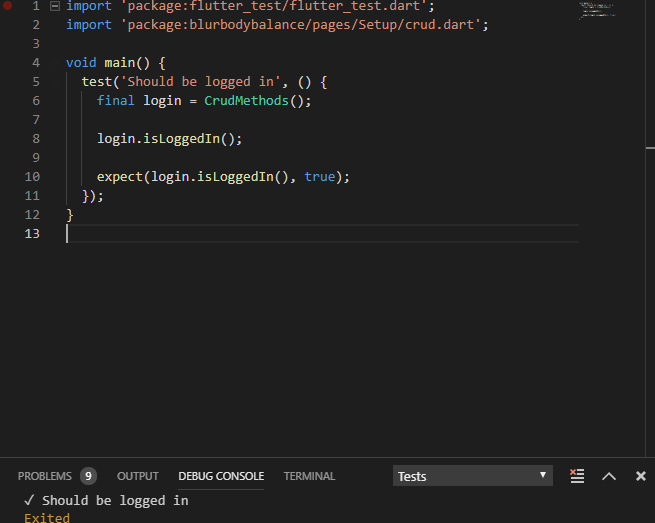 1 import 'package:flutter_test/flutter_test.dart';
2 import 'package:blurbodybalance/pages/Setup/crud.dart';
3
4 void main() {
5 test('Should be logged in', () {
6 final login = CrudMethods();
7
8 login.isLoggedIn();
9
10 expect(login.isLoggedIn(), true);
11 });
12 }
13
PROBLEMS 9 OUTPUT DEBUG CONSOLE TERMINAL Tests
✓ Should be logged in
Exited